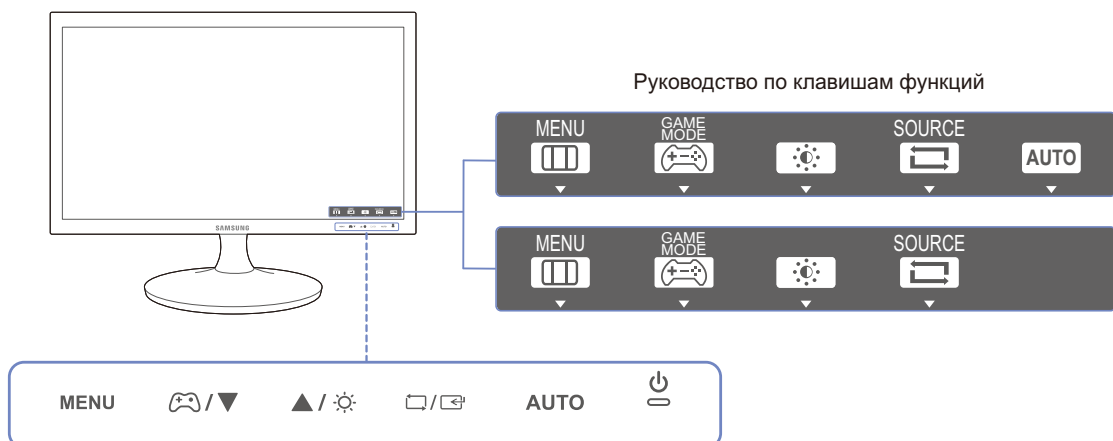 Руководство по клавишам функций
MENU
GAME
MODE
SOURCE
AUTO
SAMSUNG
MENU
GAME
MODE
SOURCE
MENU / ▼ ▲ / / AUTO